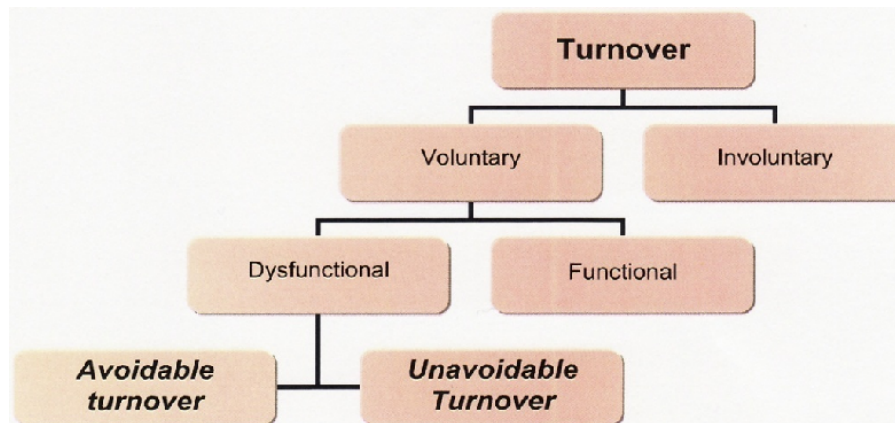 Turnover
Voluntary
Involuntary
Dysfunctional
Functional
Avoidable
turnover
Unavoidable
Turnover